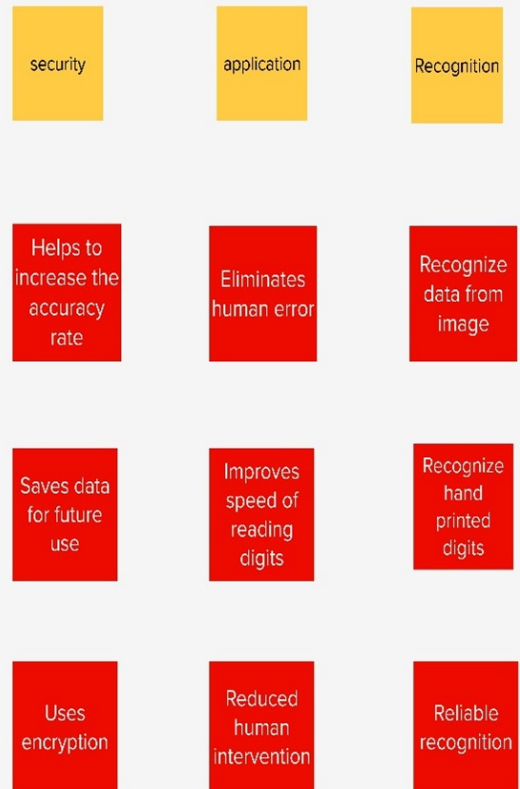 security
application
Recognition
Helps to
increase the
accuracy
rate
Eliminates
human error
Recognize
data from
image
Saves data
for future
use
Improves
speed of
reading
digits
Recognize
hand
printed
digits
Uses
encryption
Reduced
human
intervention
Reliable
recognition